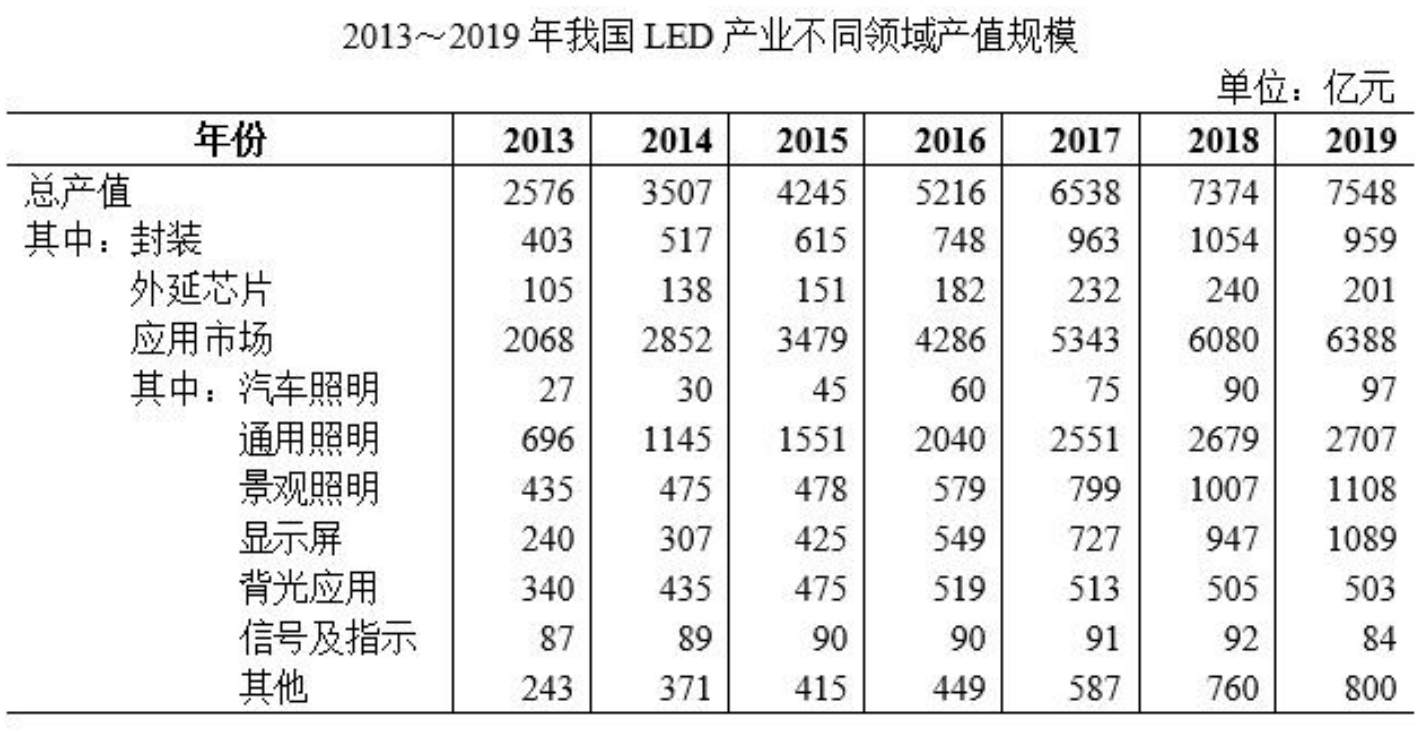 2013～2019 年我国 LED 产业不同领域产值规模
单位：亿元
年份 2013 2014 2015 2016 2017 2018 2019
总产值 2576 3507 4245 5216 6538 7374 7548
其中：封装 403 517 615 748 963 1054 959
外延芯片 105 138 151 182 232 240 201
应用市场 2068 2852 3479 4286 5343 6080 6388
其中：汽车照明 27 30 45 60 75 90 97
通用照明 696 1145 1551 2040 2551 2679 2707
景观照明 435 475 478 579 799 1007 1108
显示屏 240 307 425 549 727 947 1089
背光应用 340 435 475 519 513 505 503
信号及指示 87 89 90 90 91 92 84
其他 243 371 415 449 587 760 800